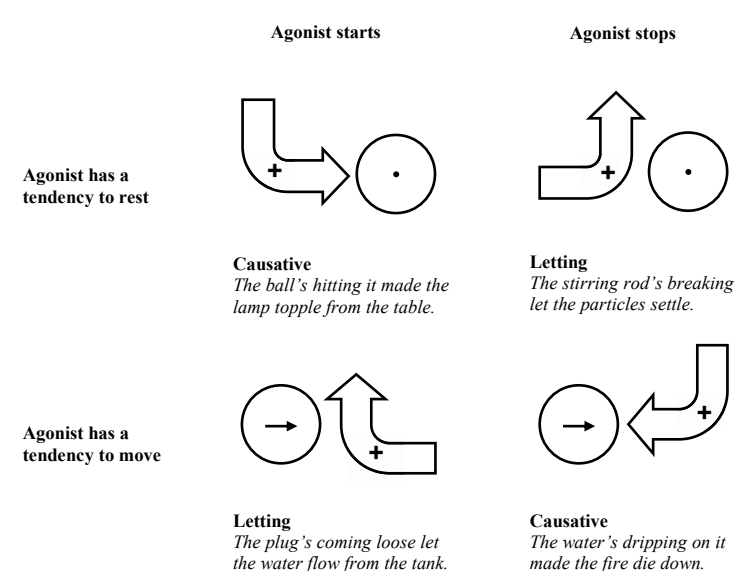 Agonist starts
Agonist stops
Agonist has a
tendency to rest
+
+
Causative
The ball's hitting it made the
lamp topple from the table.
Letting
The stirring rod's breaking
let the particles settle.
Agonist has a
tendency to move
+
+
Letting
The plug's coming loose let
the water flow from the tank.
Causative
The water's dripping on it
made the fire die down.